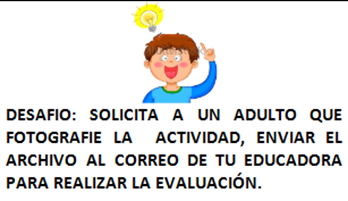 DESAFIO: SOLICITA A UN ADULTO QUE
FOTOGRAFIE LA ACTIVIDAD, ENVIAR EL
ARCHIVO AL CORREO DE TU EDUCADORA
PARA REALIZAR LA EVALUACIÓN.